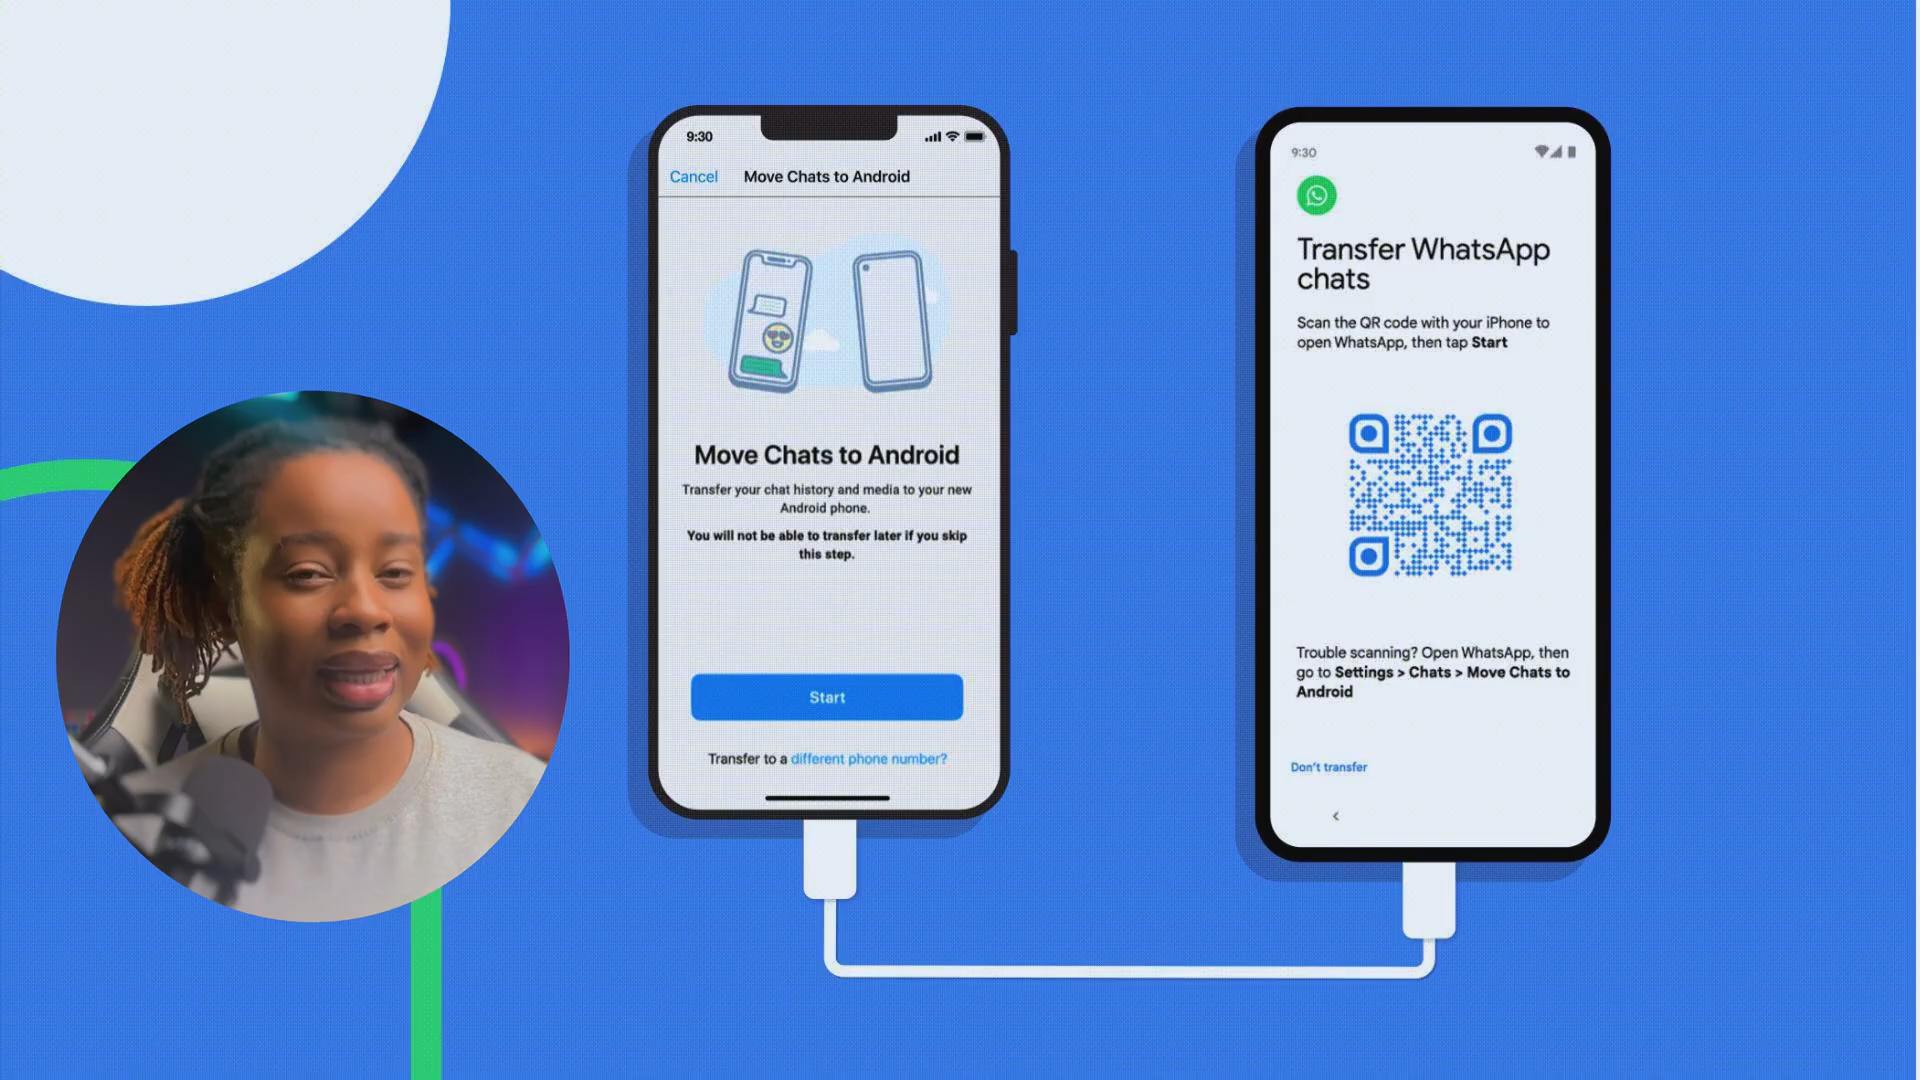 9:30
Cancel Move Chats to Android
Move Chats to Android
Transfer your chat history and media to your new
Android phone.
You will not be able to transfer later if you skip
this step.
Start
Transfer to a different phone number?
9:30
Transfer WhatsApp
chats
Scan the QR code with your iPhone to
open WhatsApp, then tap Start
Trouble scanning? Open WhatsApp, then
go to Settings > Chats > Move Chats to
Android
Don't transfer